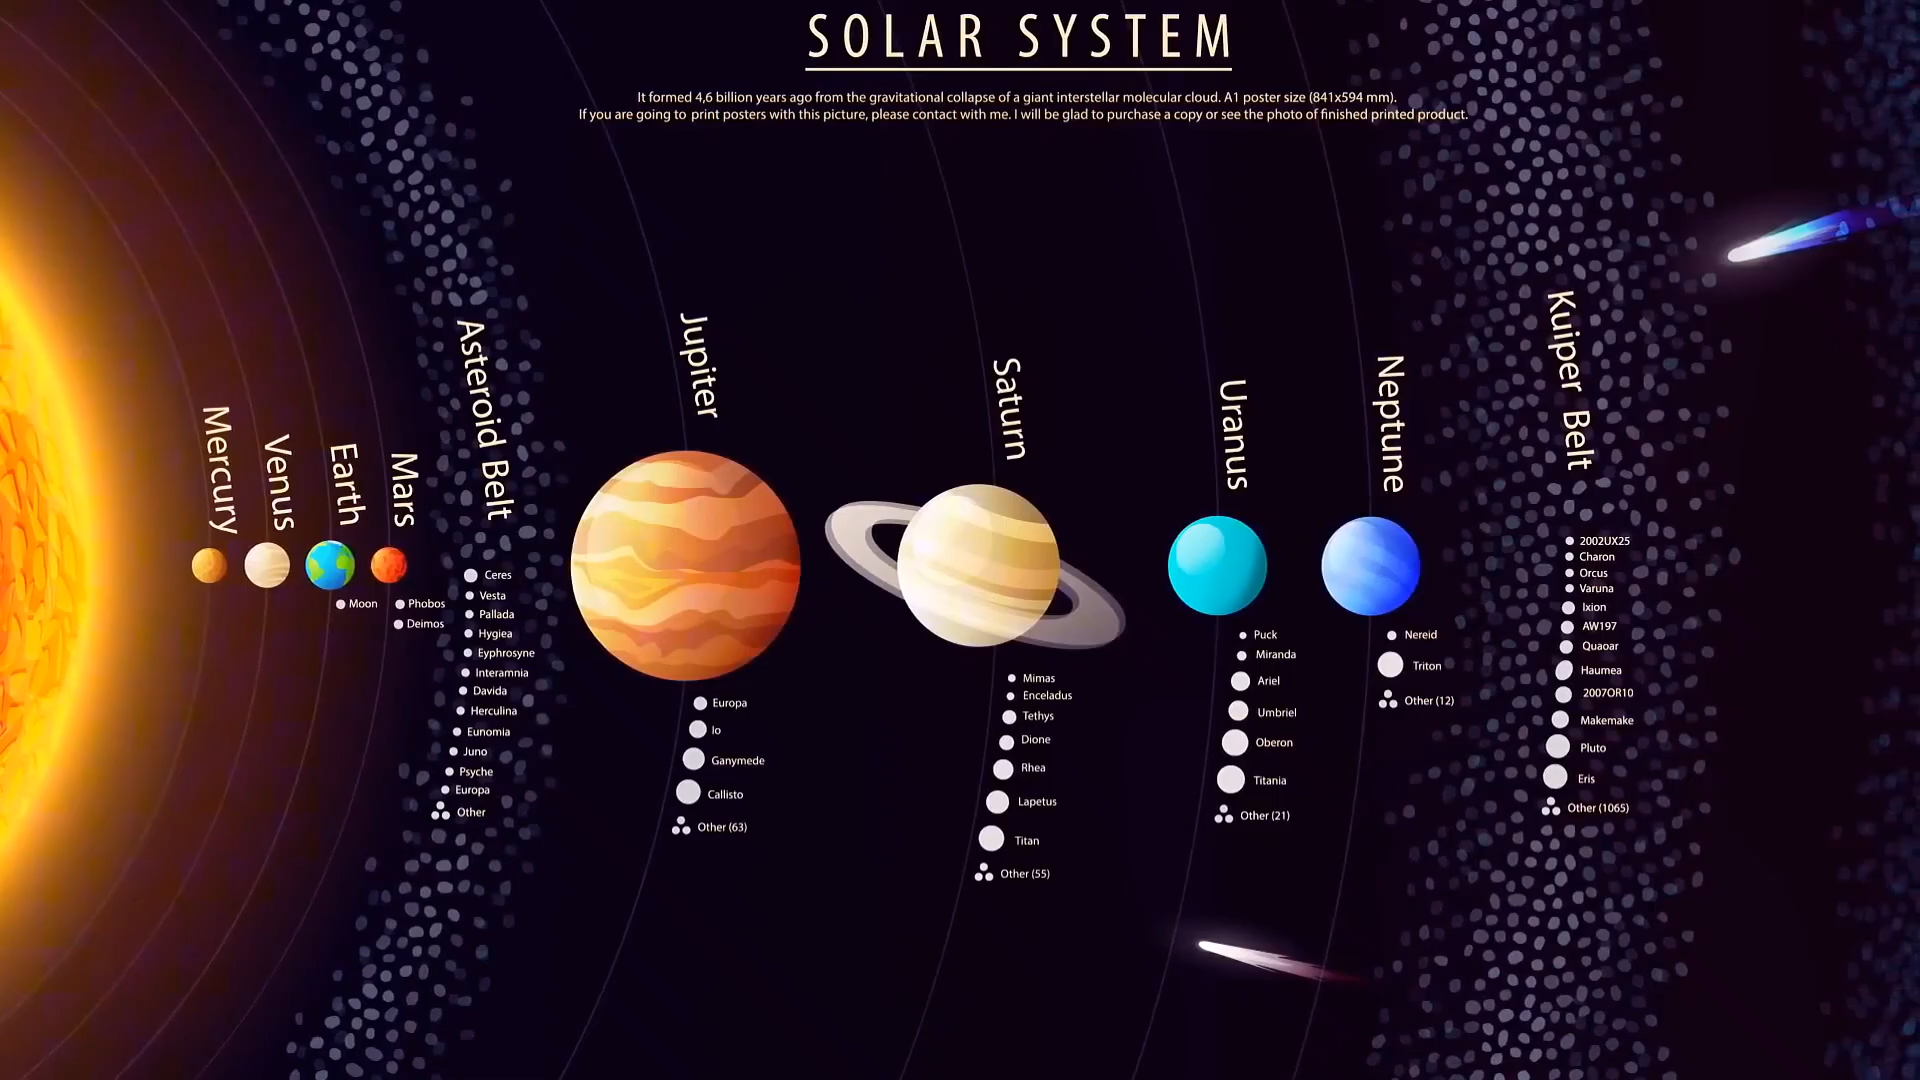 SOLAR SYSTEM
It formed 4,6 billion years ago from the gravitational collapse of a giant interstellar molecular cloud. A1 poster size (841x594 mm).
If you are going to print posters with this picture, please contact with me. I will be glad to purchase a copy or see the photo of finished printed product.
Mercury
Venus
Earth
Moon
Mars
Phobos
Deimos
Asteroid Belt
Ceres
Vesta
Pallada
Hygiea
Eyphrosyne
Interamnia
Davida
Herculina
Eunomia
Juno
Psyche
Europa
Other
Jupiter
Europa
Io
Ganymede
Callisto
Other (63)
Saturn
Mimas
Enceladus
Tethys
Dione
Rhea
Lapetus
Titan
Other (55)
Uranus
Puck
Miranda
Ariel
Umbriel
Oberon
Titania
Other (21)
Neptune
Nereid
Triton
Other (12)
Kuiper Belt
2002UX25
Charon
Orcus
Varuna
Ixion
AW197
Quaoar
Haumea
2007OR10
Makemake
Pluto
Eris
Other (1065)